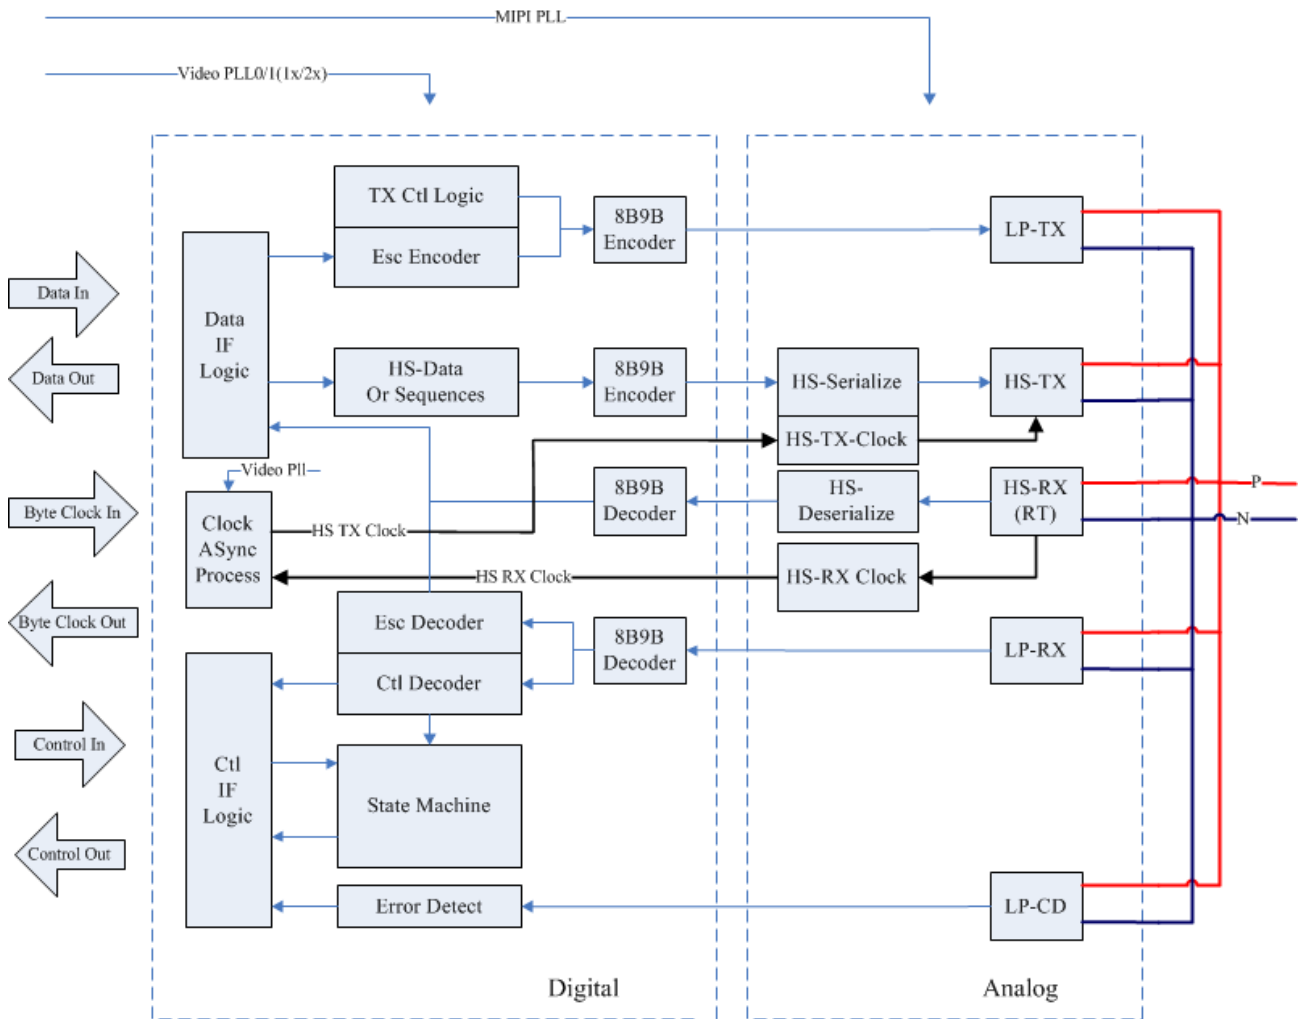 MIPI PLL
Video PLL0/1(1x/2x)
TX Ctl Logic
Esc Encoder
8B9B
Encoder
LP-TX
Data In
Data
IF
Logic
Data Out
HS-Data
Or Sequences
8B9B
Encoder
HS-Serialize
HS-TX
HS-TX-Clock
Video Pll
Byte Clock In
Clock
ASync
Process
HS TX Clock
8B9B
Decoder
HS-
Deserialize
HS-RX
(RT)
P
N
HS RX Clock
HS-RX Clock
Byte Clock Out
Esc Decoder
Ctl Decoder
8B9B
Decoder
LP-RX
Control In
Ctl
IF
Logic
State Machine
Control Out
Error Detect
LP-CD
Digital
Analog